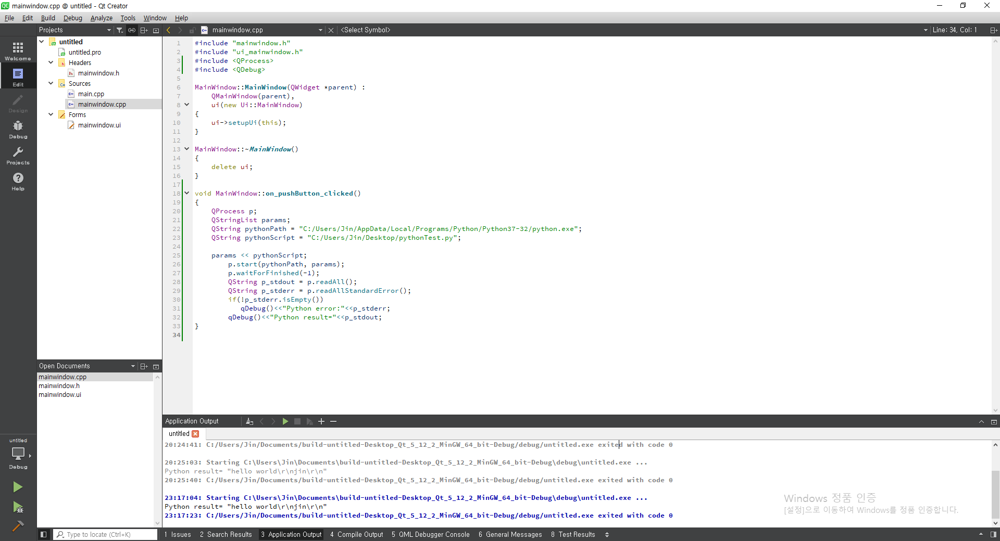 mainwindow.cpp @ untitled - Qt Creator
File Edit Build Debug Analyze Tools Window Help
Projects
mainwindow.cpp
<Select Symbol>
Line: 34, Col: 1
Welcome
Edit
Design
Debug
Projects
Help
untitled
untitled.pro
Headers
mainwindow.h
Sources
main.cpp
mainwindow.cpp
Forms
mainwindow.ui
1 #include "mainwindow.h"
2 #include "ui_mainwindow.h"
3 #include <QProcess>
4 #include <QDebug>
5
6 MainWindow::MainWindow(QWidget *parent) :
7     QMainWindow(parent),
8     ui(new Ui::MainWindow)
9 {
10     ui->setupUi(this);
11 }
12
13 MainWindow::~MainWindow()
14 {
15     delete ui;
16 }
17
18 void MainWindow::on_pushButton_clicked()
19 {
20     QProcess p;
21     QStringList params;
22     QString pythonPath = "C:/Users/Jin/AppData/Local/Programs/Python/Python37-32/python.exe";
23     QString pythonScript = "C:/Users/Jin/Desktop/pythonTest.py";
24
25     params << pythonScript;
26         p.start(pythonPath, params);
27         p.waitForFinished(-1);
28         QString p_stdout = p.readAll();
29         QString p_stderr = p.readAllStandardError();
30         if(!p_stderr.isEmpty())
31            qDebug()<<"Python error:"<<p_stderr;
32         qDebug()<<"Python result="<<p_stdout;
33 }
34
Open Documents
mainwindow.cpp
mainwindow.h
mainwindow.ui
untitled
Debug
Application Output
untitled
20:24:41: C:/Users/Jin/Documents/build-untitled-Desktop_Qt_5_12_2_MinGW_64_bit-Debug/debug/untitled.exe exited with code 0
20:25:03: Starting C:\Users\Jin\Documents\build-untitled-Desktop_Qt_5_12_2_MinGW_64_bit-Debug\debug\untitled.exe ...
Python result= "hello world\r\njin\r\n"
20:25:40: C:/Users/Jin/Documents/build-untitled-Desktop_Qt_5_12_2_MinGW_64_bit-Debug/debug/untitled.exe exited with code 0
23:17:04: Starting C:\Users\Jin\Documents\build-untitled-Desktop_Qt_5_12_2_MinGW_64_bit-Debug\debug\untitled.exe ...
Python result= "hello world\r\njin\r\n"
23:17:23: C:/Users/Jin/Documents/build-untitled-Desktop_Qt_5_12_2_MinGW_64_bit-Debug/debug/untitled.exe exited with code 0
Windows 정품 인증
[설정]으로 이동하여 Windows를 정품 인증합니다.
Type to locate (Ctrl+K)
1 Issues 2 Search Results 3 Application Output 4 Compile Output 5 QML Debugger Console 6 General Messages 8 Test Results